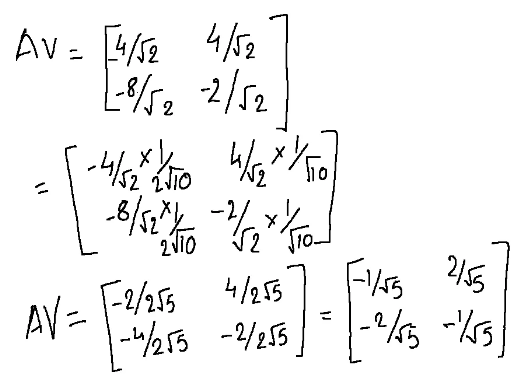 AV = [-4/√2 4/√2
-8/√2 -2/√2]
= [-4/√2 × 1/2√10 4/√2 × 1/√10
-8/√2 × 1/2√10 -2/√2 × 1/√10]
AV = [-2/2√5 4/2√5 = [-1/√5 2/√5
-4/2√5 -2/2√5] -2/√5 -1/√5]